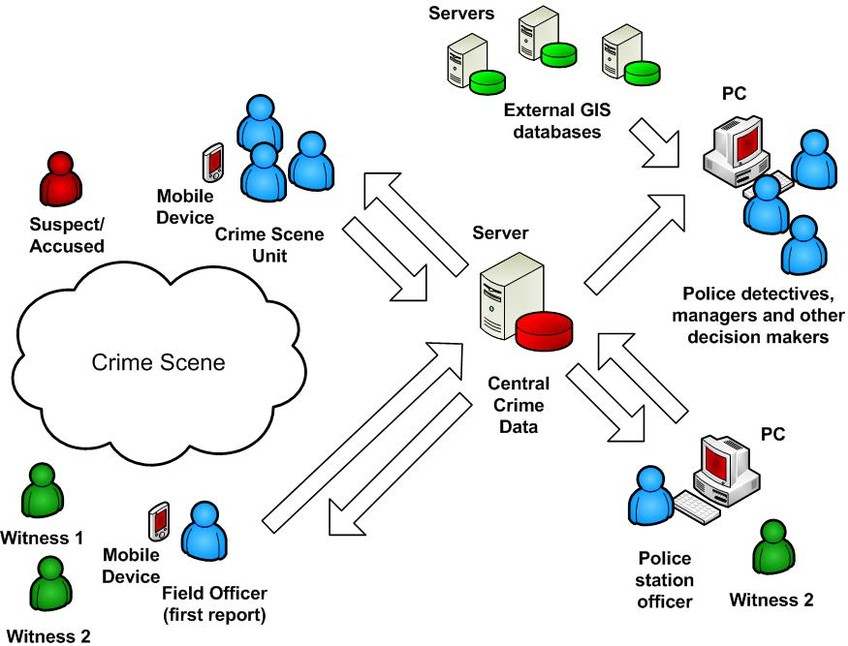 Servers
External GIS
databases
PC
Mobile
Device
Crime Scene
Unit
Suspect/
Accused
Server
Police detectives,
managers and other
decision makers
Crime Scene
Central
Crime
Data
PC
Witness 1
Mobile
Device
Field Officer
(first report)
Witness 2
Police
station
officer
Witness 2